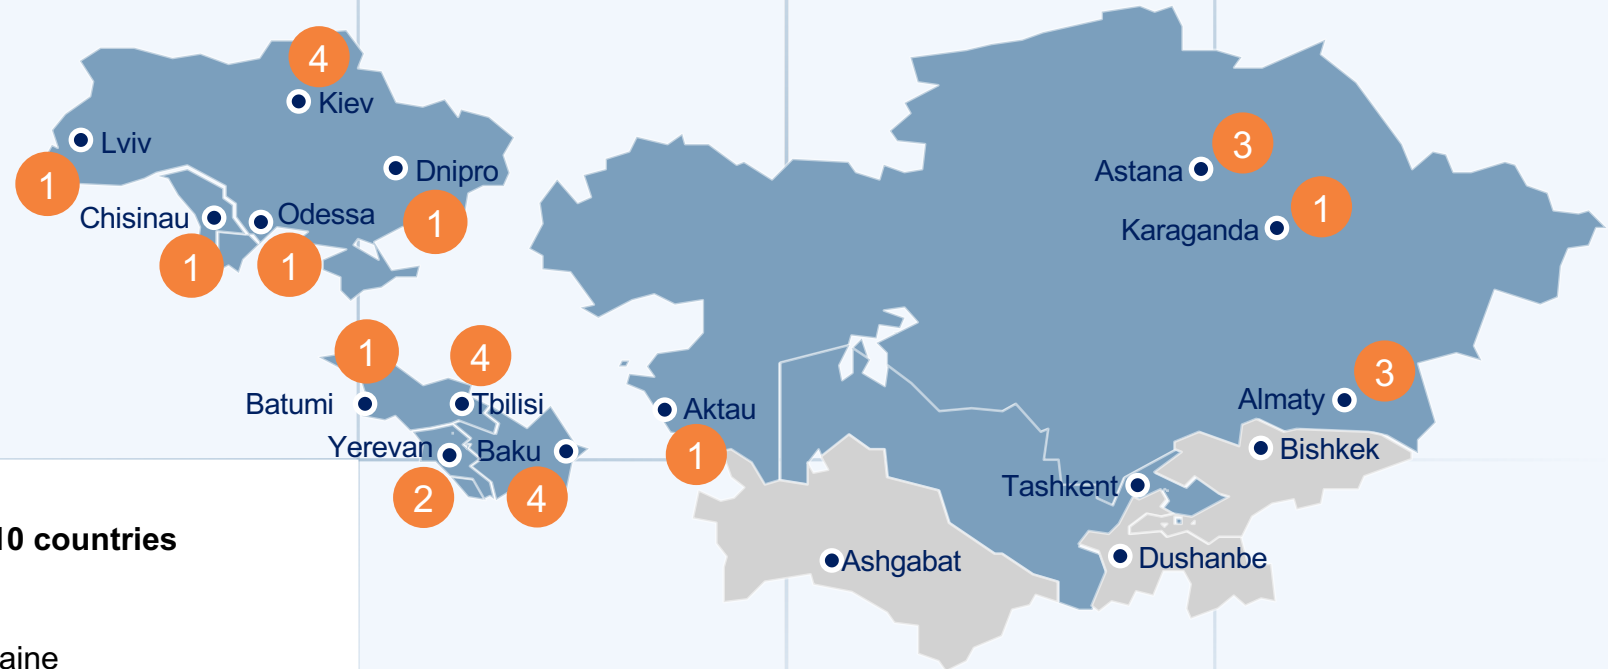 4
Kiev
Lviv
1
Dnipro
1
Chisinau
1
Odessa
1
3
Astana
1
Karaganda
1
Batumi
4
Tbilisi
Yerevan
2
Baku
4
Aktau
1
3
Almaty
Bishkek
Tashkent
Ashgabat
Dushanbe
10 countries
aine